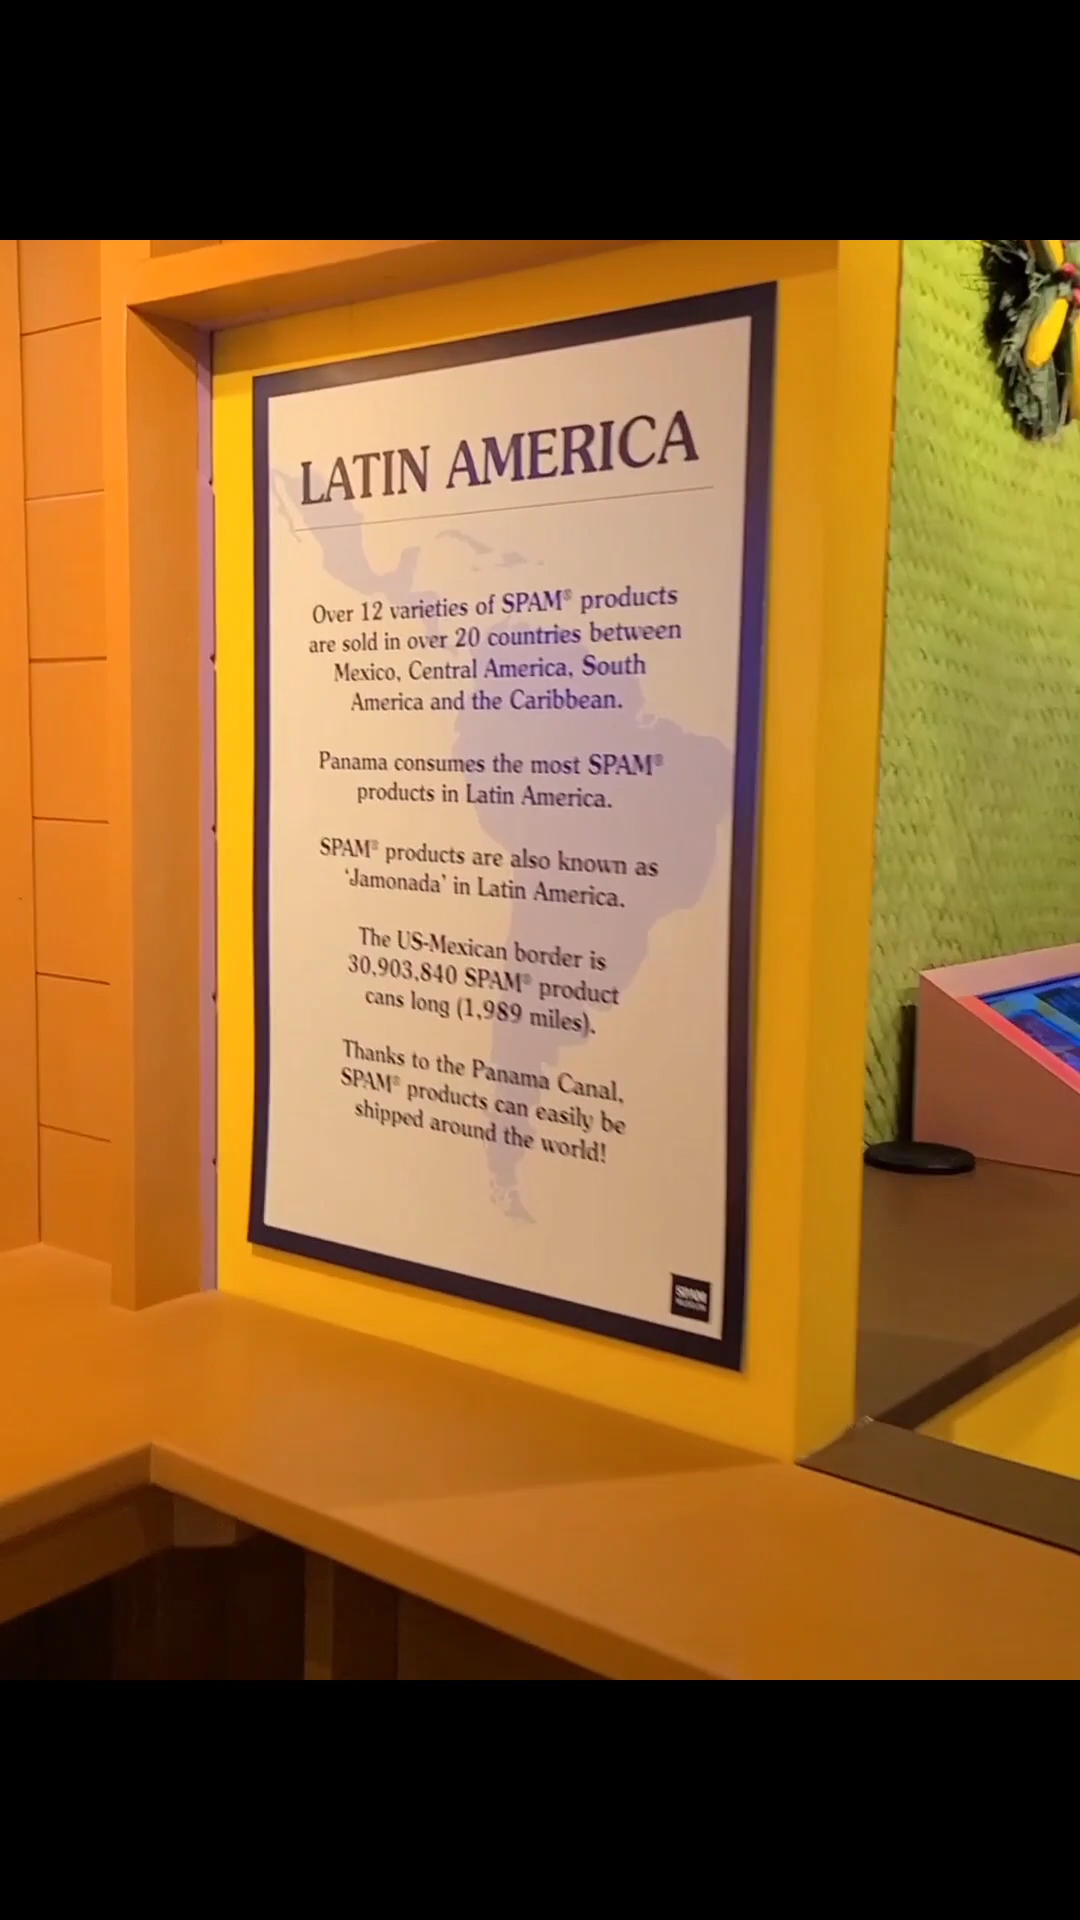 LATIN AMERICA
Over 12 varieties of SPAM® products
are sold in over 20 countries between
Mexico, Central America, South
America and the Caribbean.
Panama consumes the most SPAM®
products in Latin America.
SPAM® products are also known as
‘Jamonada’ in Latin America.
The US-Mexican border is
30,903,840 SPAM® product
cans long (1,989 miles).
Thanks to the Panama Canal,
SPAM® products can easily be
shipped around the world!
SPAM
MUSEUM